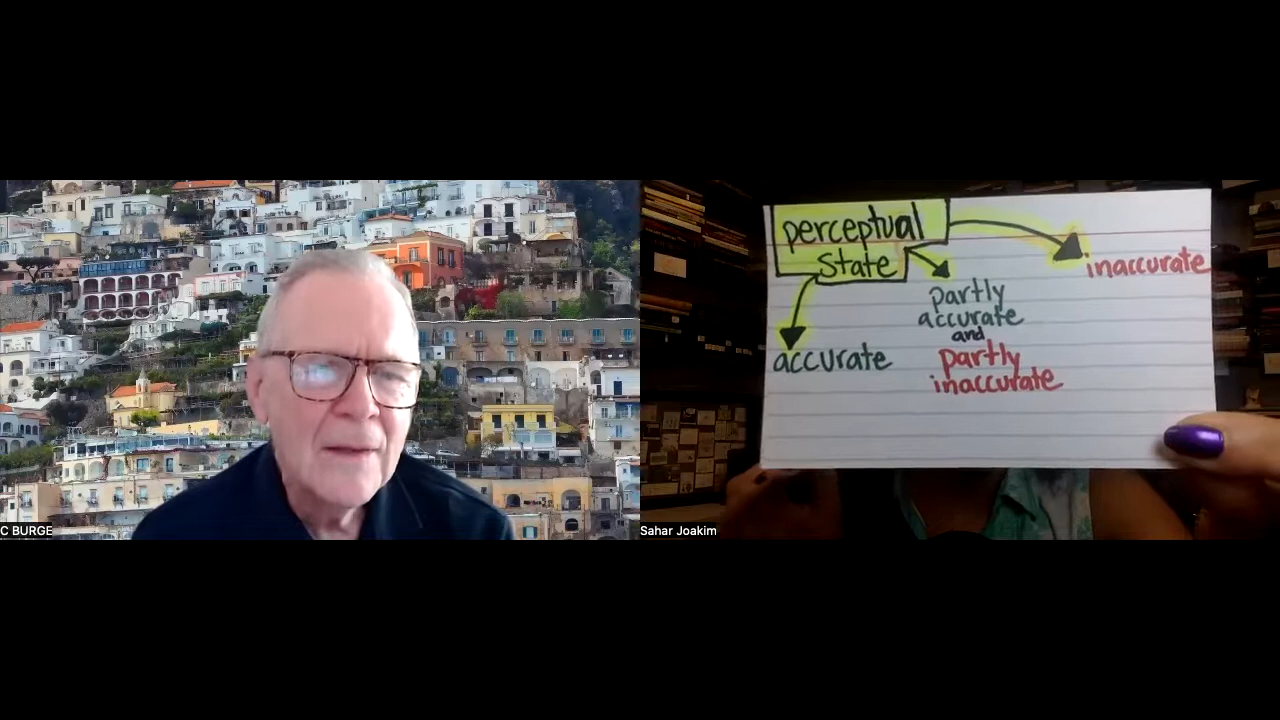 perceptual
state
inaccurate
partly
accurate
and
partly
inaccurate
accurate
C BURGE
Sahar Joakim